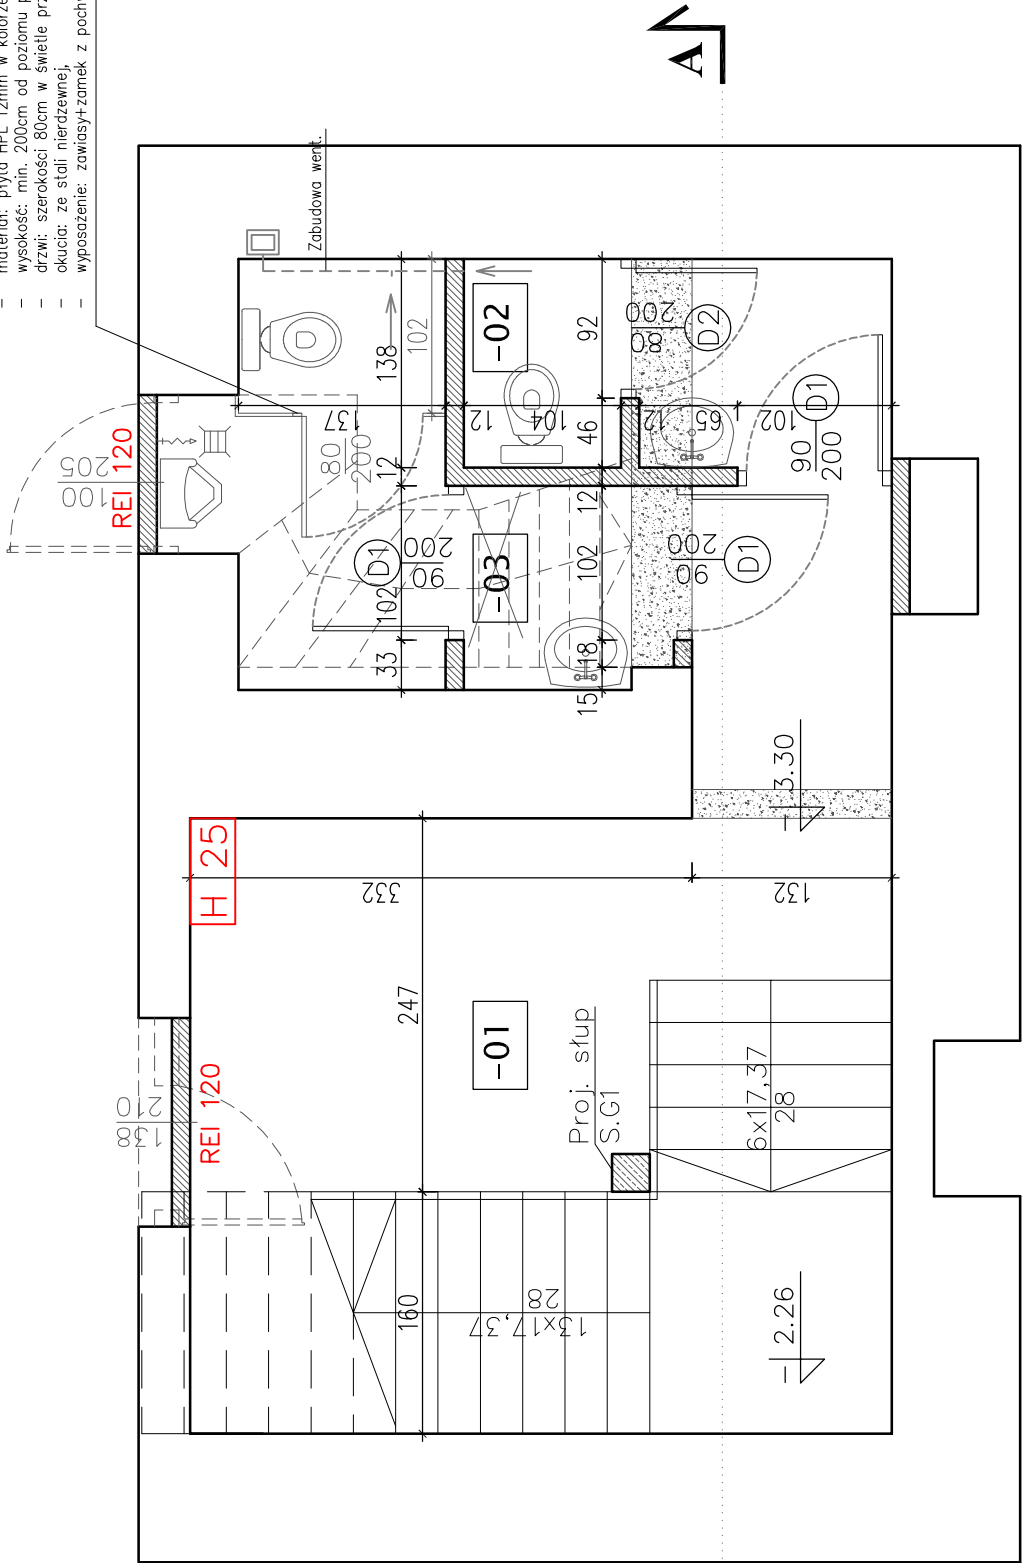 - materiał: płyta HPL 12mm w kolorze
- wysokość: min. 200cm od poziomu
- drzwi: szerokości 80cm w świetle
- okucia: ze stali nierdzewnej,
- wyposażenie: zawiasy+zamek z
A
Zabudowa went.
REI 120
100
205
137
138
102
12
92
-02
104
46
12
65
102
80
200
D2
D1
90
200
80
200
12
12
D1
90
200
102
33
-03
102
18
15
90
200
D1
-3.30
H 25
332
132
247
-01
Proj. słup
S.G1
6x17,37
28
138
210
REI 120
160
13x17,37
28
-2.26